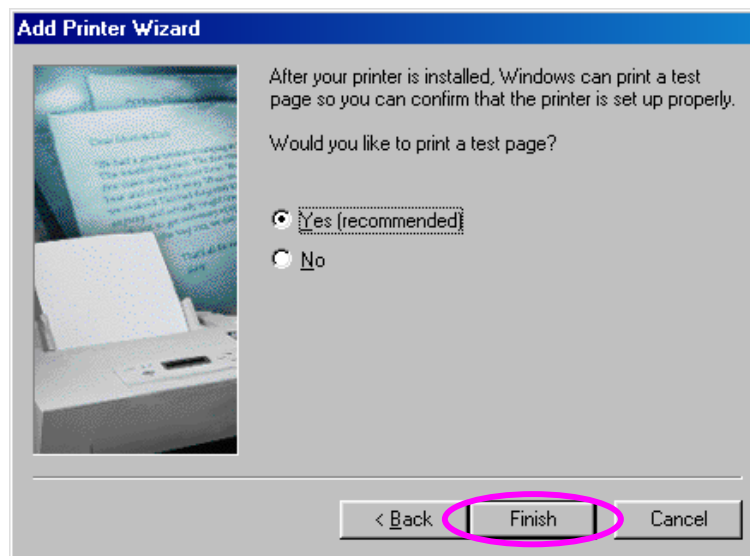 Add Printer Wizard
After your printer is installed, Windows can print a test
page so you can confirm that the printer is set up properly.
Would you like to print a test page?
Yes (recommended)
No
< Back
Finish
Cancel